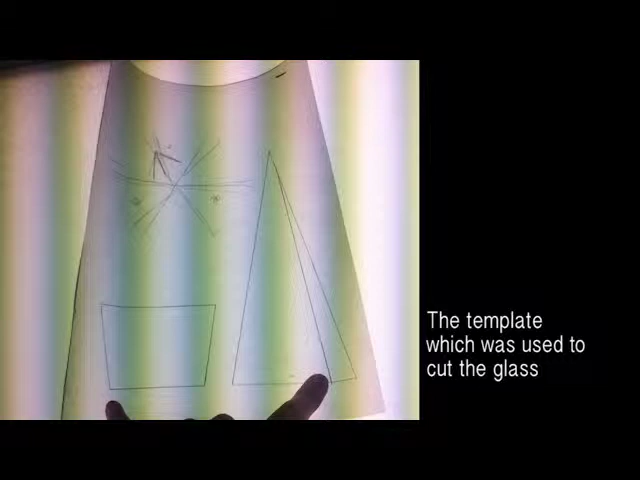 The template
which was used to
cut the glass